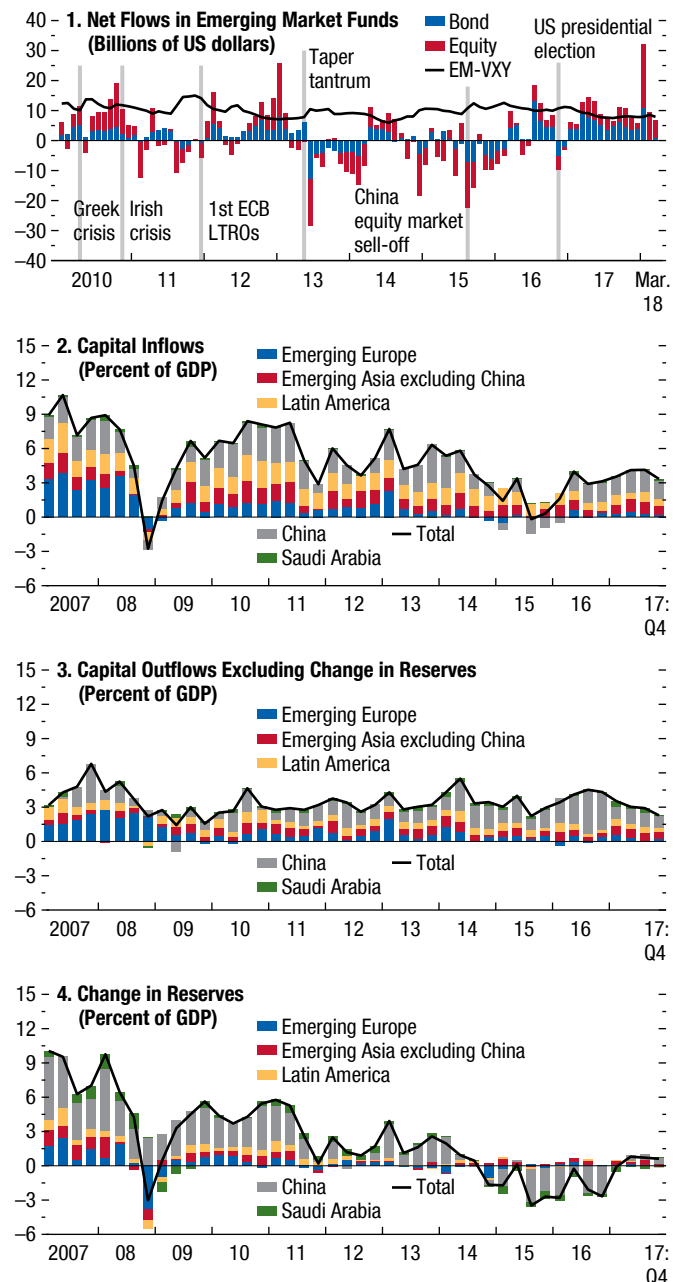 1. Net Flows in Emerging Market Funds
(Billions of US dollars)
Bond
Equity
EM-VXY
US presidential
election
Taper
tantrum
Greek
crisis
Irish
crisis
1st ECB
LTROs
China
equity market
sell-off
40
30
20
10
0
–10
–20
–30
–40
2010 11 12 13 14 15 16 17 Mar.
18
2. Capital Inflows
(Percent of GDP)
Emerging Europe
Emerging Asia excluding China
Latin America
China
Total
Saudi Arabia
15
12
9
6
3
0
–3
–6
2007 08 09 10 11 12 13 14 15 16 17:
Q4
3. Capital Outflows Excluding Change in Reserves
(Percent of GDP)
Emerging Europe
Emerging Asia excluding China
Latin America
China
Total
Saudi Arabia
15
12
9
6
3
0
–3
–6
2007 08 09 10 11 12 13 14 15 16 17:
Q4
4. Change in Reserves
(Percent of GDP)
Emerging Europe
Emerging Asia excluding China
Latin America
China
Total
Saudi Arabia
15
12
9
6
3
0
–3
–6
2007 08 09 10 11 12 13 14 15 16 17:
Q4